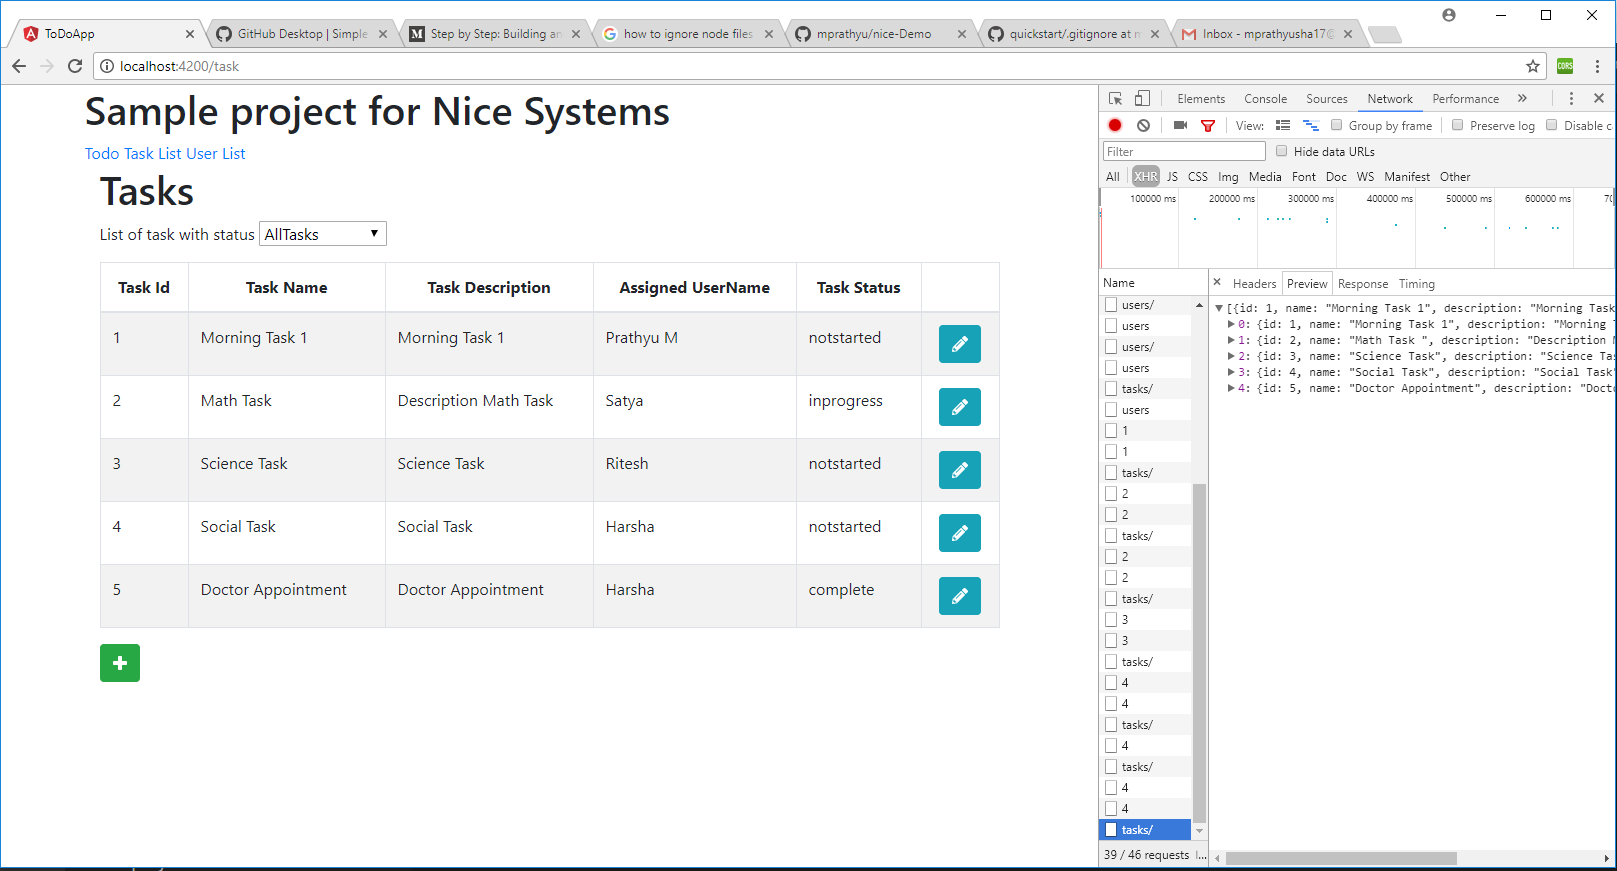 ToDoApp
GitHub Desktop | Simple
Step by Step: Building an
how to ignore node files
mprathyu/nice-Demo
quickstart/.gitignore at m
Inbox - mprathyusha17@
localhost:4200/task
CORS
Sample project for Nice Systems
Todo Task List User List
Tasks
List of task with status AllTasks
Task Id Task Name Task Description Assigned UserName Task Status
1 Morning Task 1 Morning Task 1 Prathyu M notstarted
2 Math Task Description Math Task Satya inprogress
3 Science Task Science Task Ritesh notstarted
4 Social Task Social Task Harsha notstarted
5 Doctor Appointment Doctor Appointment Harsha complete
Elements Console Sources Network Performance »
View: Group by frame Preserve log Disable c
Filter Hide data URLs
All XHR JS CSS Img Media Font Doc WS Manifest Other
100000 ms 200000 ms 300000 ms 400000 ms 500000 ms 600000 ms 70
Name
users/
users
users/
users
tasks/
users
1
1
tasks/
2
2
tasks/
2
2
tasks/
3
3
tasks/
4
4
tasks/
4
tasks/
4
4
tasks/
39 / 46 requests |...
Headers Preview Response Timing
[{id: 1, name: "Morning Task 1", description: "Morning Task
0: {id: 1, name: "Morning Task 1", description: "Morning T
1: {id: 2, name: "Math Task ", description: "Description M
2: {id: 3, name: "Science Task", description: "Science Tas
3: {id: 4, name: "Social Task", description: "Social Task"
4: {id: 5, name: "Doctor Appointment", description: "Docto